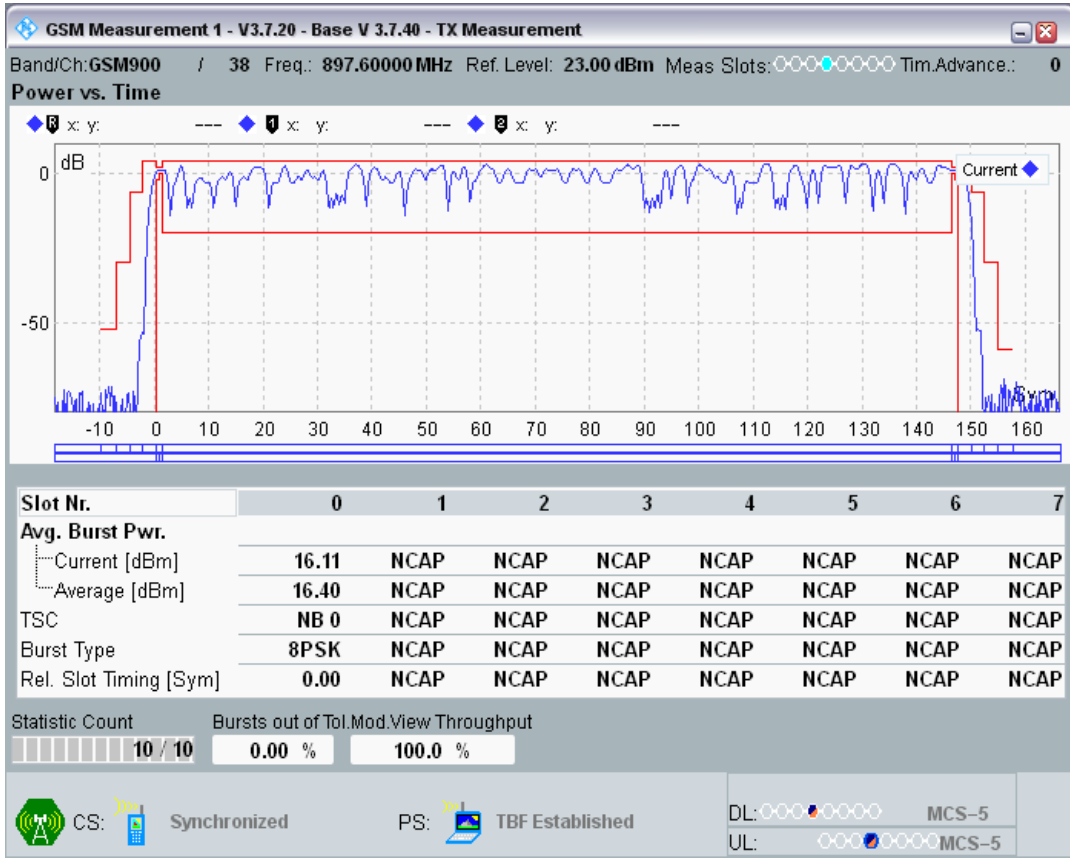 GSM Measurement 1 - V3.7.20 - Base V 3.7.40 - TX Measurement
Band/Ch:GSM900 / 38 Freq.: 897.60000 MHz Ref. Level: 23.00 dBm Meas Slots: Tim.Advance.: 0
Power vs. Time
R x: y: --- 1 x: y: --- 2 x: y: ---
dB
Current
0
-50
Sym
-10 0 10 20 30 40 50 60 70 80 90 100 110 120 130 140 150 160
Slot Nr. 0 1 2 3 4 5 6 7
Avg. Burst Pwr.
Current [dBm] 16.11 NCAP NCAP NCAP NCAP NCAP NCAP NCAP
Average [dBm] 16.40 NCAP NCAP NCAP NCAP NCAP NCAP NCAP
TSC NB 0 NCAP NCAP NCAP NCAP NCAP NCAP NCAP
Burst Type 8PSK NCAP NCAP NCAP NCAP NCAP NCAP NCAP
Rel. Slot Timing [Sym] 0.00 NCAP NCAP NCAP NCAP NCAP NCAP NCAP
Statistic Count Bursts out of Tol.Mod.View Throughput
10 / 10 0.00 % 100.0 %
CS: Synchronized PS: TBF Established
DL: MCS-5
UL: MCS-5